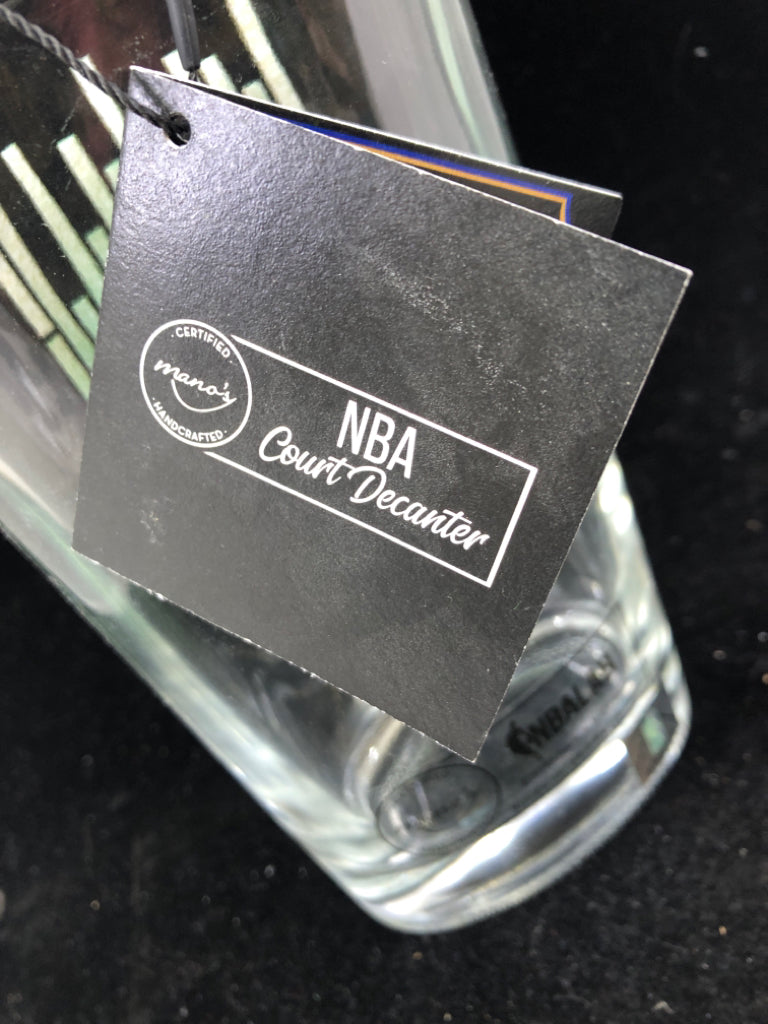 · CERTIFIED ·
mano's
· HANDCRAFTED ·
NBA
Court Decanter